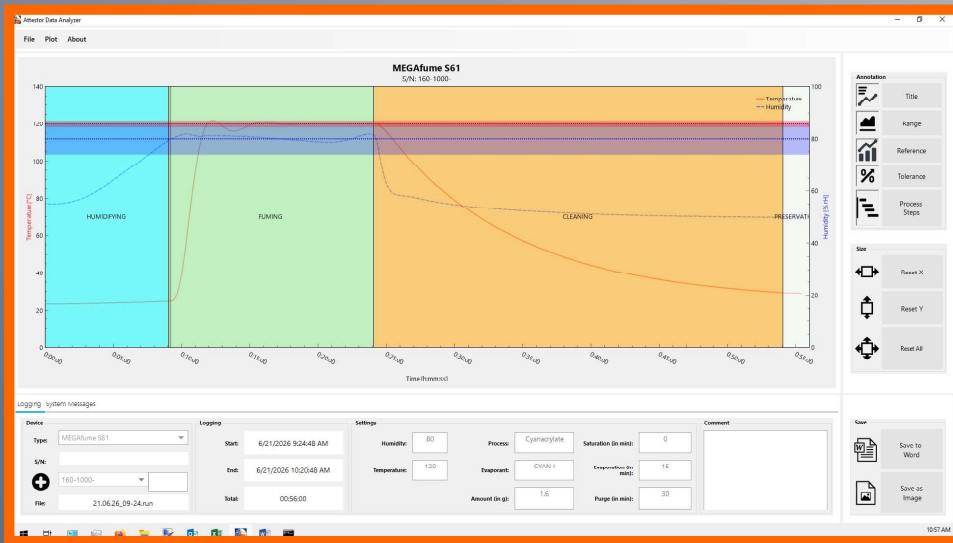 Attestor Data Analyzer
File Plot About
MEGAfume S61
S/N: 160-1000-
Temperature
Humidity
140
120
100
80
60
40
20
0
Temperature [°C]
100
80
60
40
20
0
Humidity [% rH]
HUMIDIFYING
FUMING
CLEANING
PRESERVATI
Time [h:mm:ss]
Annotation
Title
Range
Reference
Tolerance
Process
Steps
Size
Reset X
Reset Y
Reset All
Logging System Messages
Device
Type: MEGAfume S61
S/N:
160-1000-
File: 21.06.26_09-24.run
Logging
Start: 6/21/2026 9:24:48 AM
End: 6/21/2026 10:20:48 AM
Total: 00:56:00
Settings
Humidity: 80
Process: Cyanacrylate
Saturation (in min): 0
Temperature: 120
Evaporant:
min): 15
Amount (in g): 1.6
Purge (in min): 30
Comment
Save
Save to
Word
Save as
Image
10:57 AM